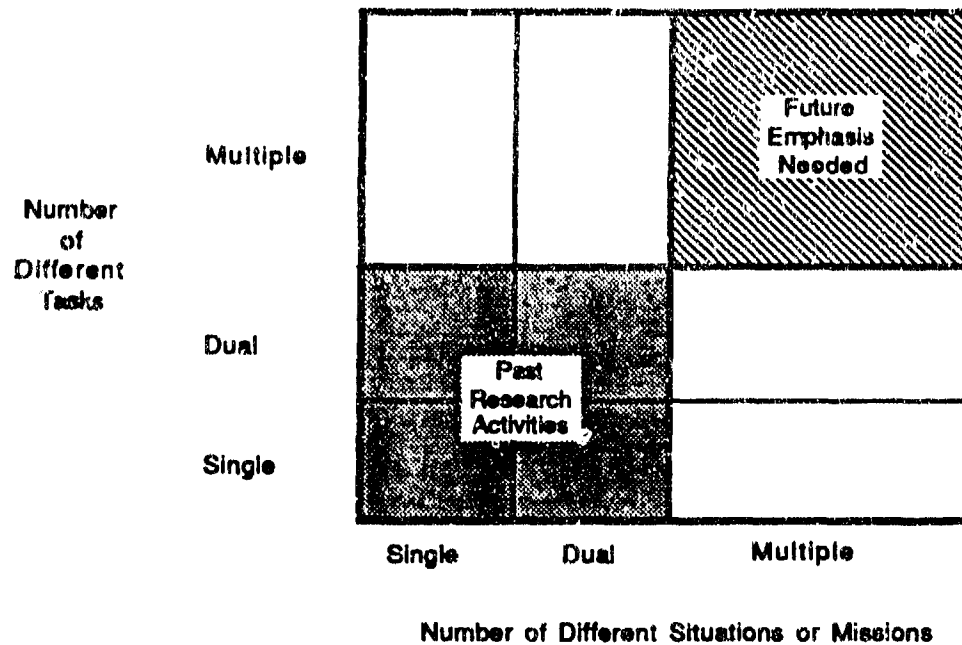 Future
Emphasis
Needed
Multiple
Number
of
Different
Tasks
Dual
Past
Research
Activities
Single
Single Dual Multiple
Number of Different Situations or Missions